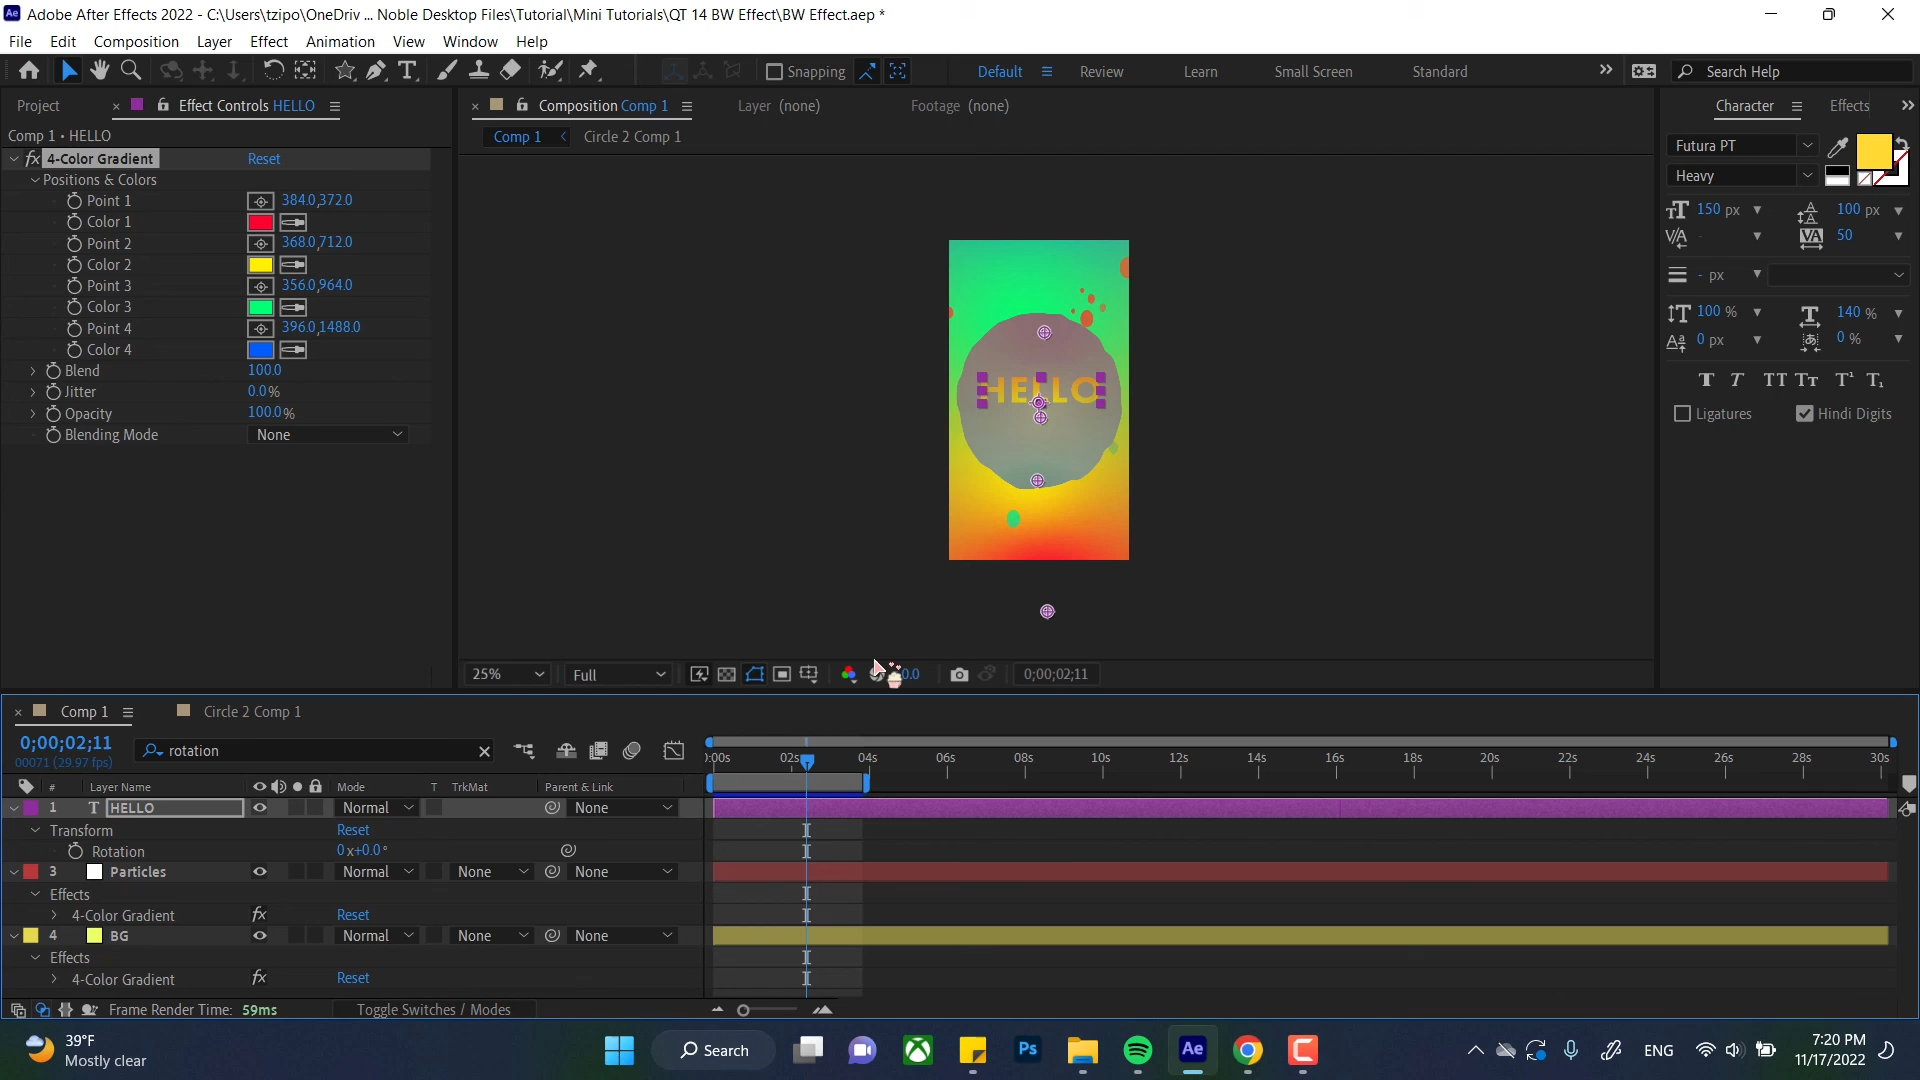 Adobe After Effects 2022 - C:\Users\tzipo\OneDriv ... Noble Desktop Files\Tutorial\Mini Tutorials\QT 14 BW Effect\BW Effect.aep *
File Edit Composition Layer Effect Animation View Window Help
Snapping Default Review Learn Small Screen Standard Search Help
Project Effect Controls HELLO Composition Comp 1 Layer (none) Footage (none) Character Effects
Comp 1 • HELLO Comp 1 Circle 2 Comp 1
fx 4-Color Gradient Reset
Positions & Colors
Point 1 384.0,372.0
Color 1
Point 2 368.0,712.0
Color 2
Point 3 356.0,964.0
Color 3
Point 4 396.0,1488.0
Color 4
Blend 100.0
Jitter 0.0%
Opacity 100.0%
Blending Mode None
HELLO
Futura PT
Heavy
150 px 100 px
50
- px
100 % 140 %
0 px 0 %
Ligatures Hindi Digits
25% Full 0;00;02;11
Comp 1 Circle 2 Comp 1
0;00;02;11
00071 (29.97 fps)
rotation
02s 04s 06s 08s 10s 12s 14s 16s 18s 20s 22s 24s 26s 28s 30s
# Layer Name Mode T TrkMat Parent & Link
1 T HELLO Normal None
Transform Reset
Rotation 0x+0.0°
3 Particles Normal None None
Effects
4-Color Gradient fx Reset
4 BG Normal None None
Effects
4-Color Gradient fx Reset
Frame Render Time: 59ms Toggle Switches / Modes
39°F
Mostly clear
Search
Ps
Ae
ENG
7:20 PM
11/17/2022